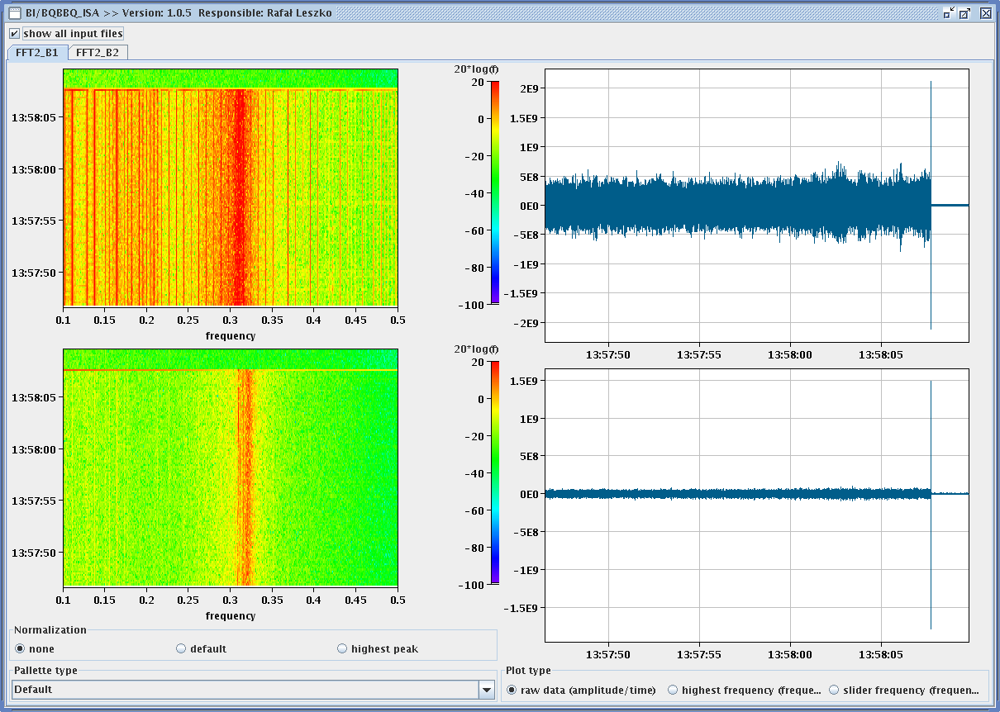 BI/BQBBQ_ISA >> Version: 1.0.5 Responsible: Rafał Leszko
show all input files
FFT2_B1 FFT2_B2
20*log(f)
20
0
-20
-40
-60
-80
-100
13:58:05
13:58:00
13:57:55
13:57:50
0.1 0.15 0.2 0.25 0.3 0.35 0.4 0.45 0.5
frequency
2E9
1.5E9
1E9
5E8
0E0
-5E8
-1E9
-1.5E9
-2E9
13:57:50 13:57:55 13:58:00 13:58:05
20*log(f)
20
0
-20
-40
-60
-80
-100
13:58:05
13:58:00
13:57:55
13:57:50
0.1 0.15 0.2 0.25 0.3 0.35 0.4 0.45 0.5
frequency
1.5E9
1E9
5E8
0E0
-5E8
-1E9
-1.5E9
13:57:50 13:57:55 13:58:00 13:58:05
Normalization
none default highest peak
Pallette type
Default
Plot type
raw data (amplitude/time) highest frequency (freque... slider frequency (frequen...